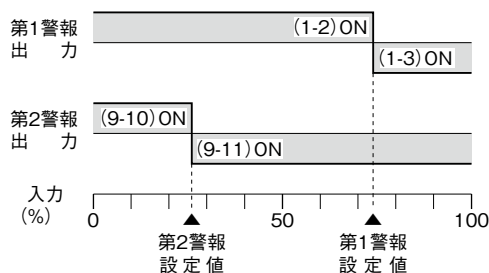 第1警報
出　力
(1-2)ON
(1-3)ON
第2警報
出　力
(9-10)ON
(9-11)ON
入力
(%)
0
50
100
第2警報
設定値
第1警報
設定値